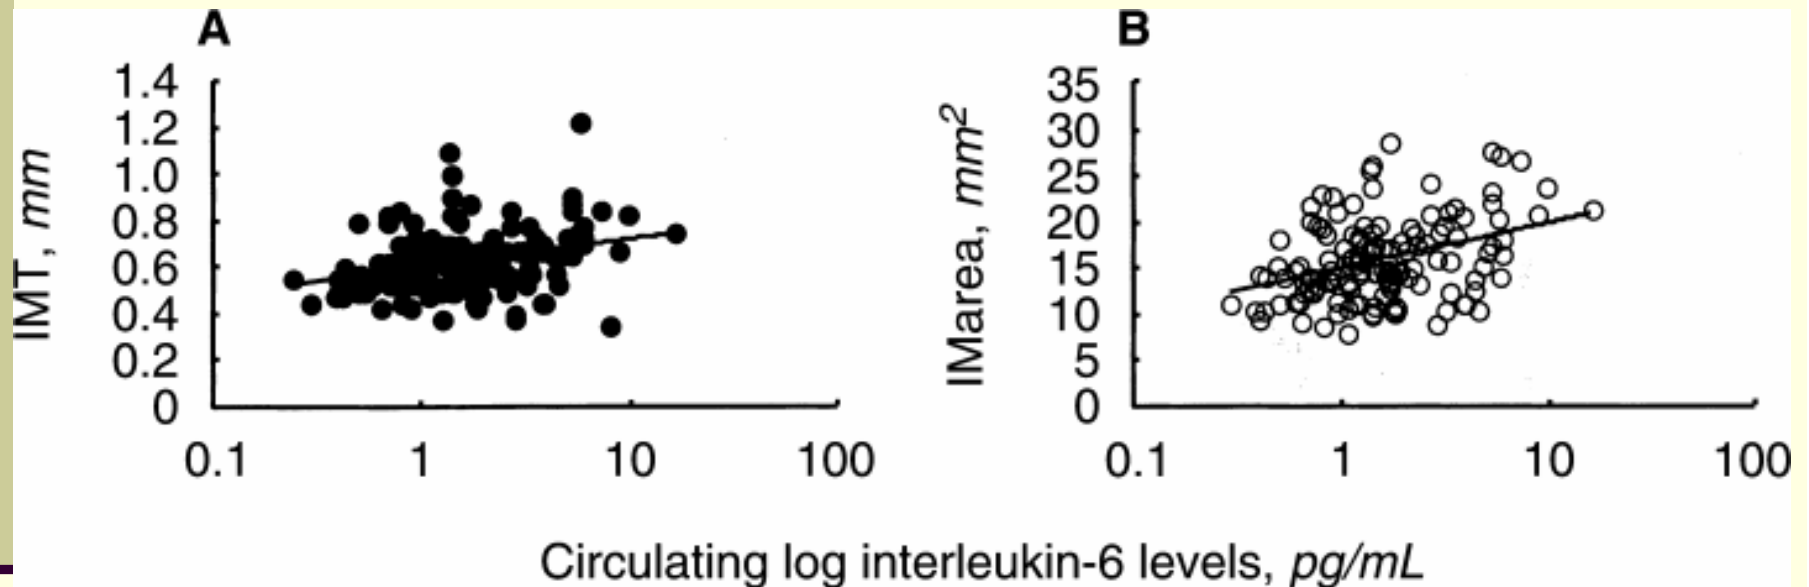 A
1.4
1.2
1.0
0.8
0.6
0.4
0.2
0
IMT, mm
0.1 1 10 100
B
35
30
25
20
15
10
5
0
IMarea, mm²
0.1 1 10 100
Circulating log interleukin-6 levels, pg/mL